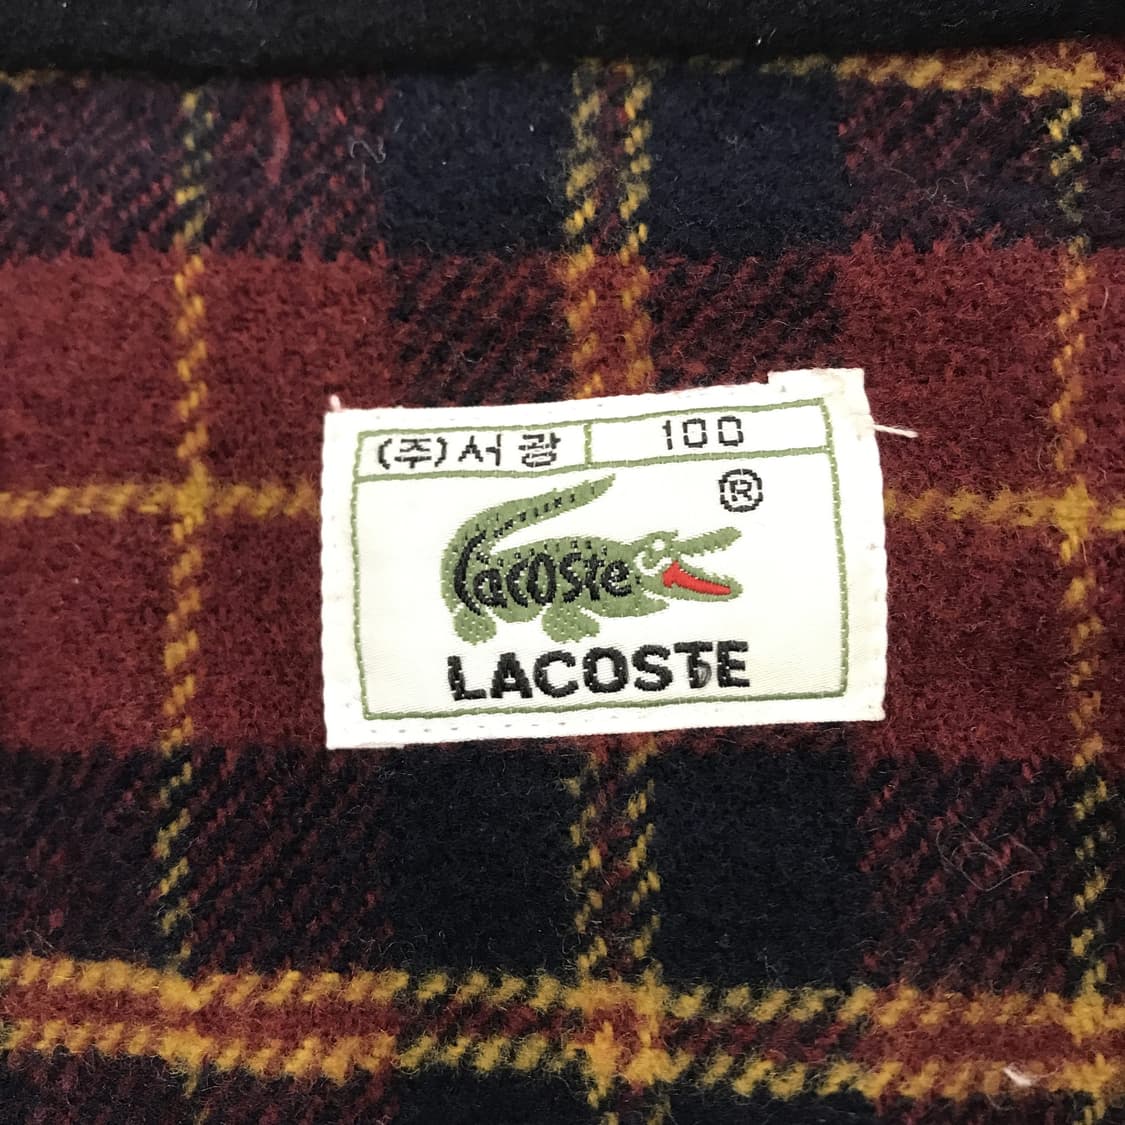 (주)서광 100
®
Lacoste
LACOSTE